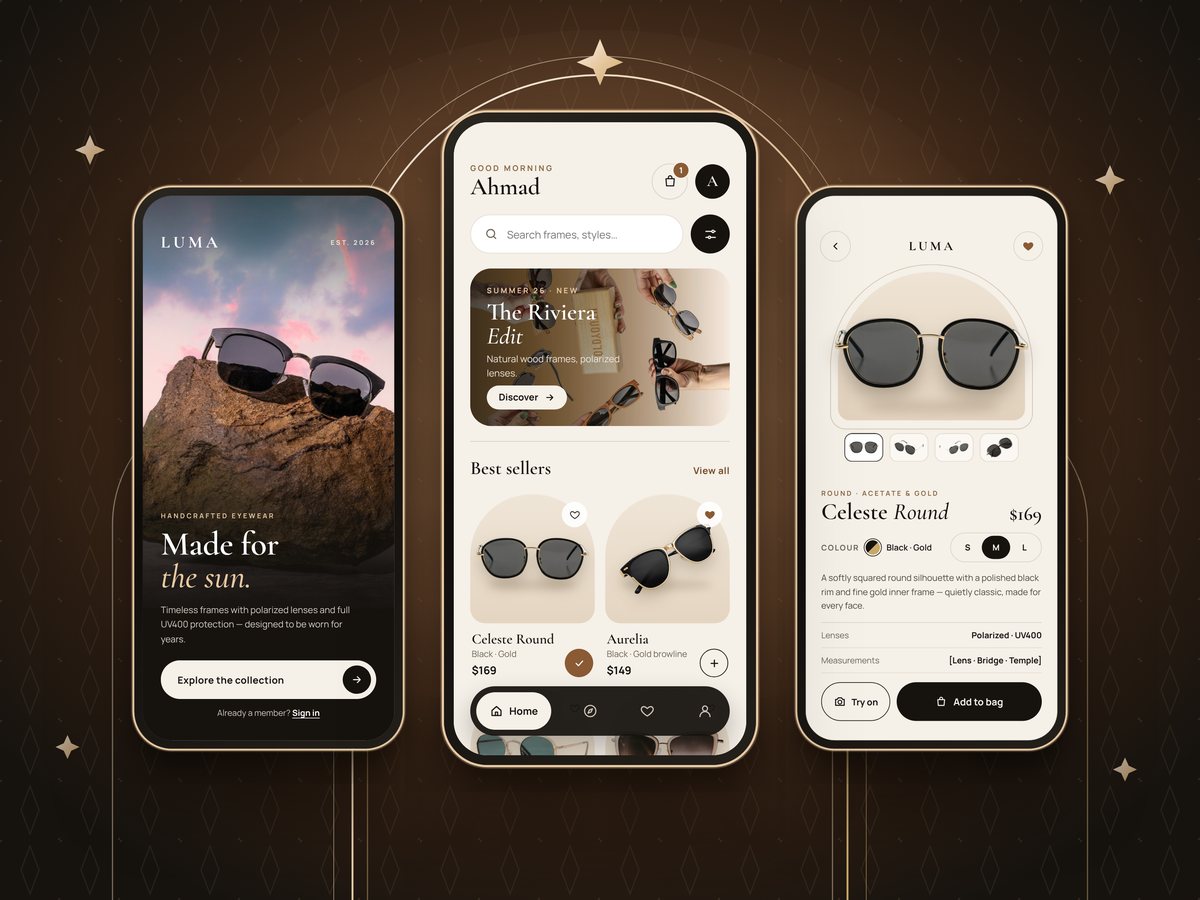 LUMA
EST. 2026
HANDCRAFTED EYEWEAR
Made for
the sun.
Timeless frames with polarized lenses and full
UV400 protection — designed to be worn for
years.
Explore the collection
Already a member? Sign in
GOOD MORNING
Ahmad
1
A
Search frames, styles...
SUMMER 26 · NEW
The Riviera
Edit
Natural wood frames, polarized
lenses.
Discover
Best sellers
View all
Celeste Round
Black · Gold
$169
Aurelia
Black · Gold browline
$149
Home
LUMA
ROUND · ACETATE & GOLD
Celeste Round
$169
COLOUR
Black · Gold
S
M
L
A softly squared round silhouette with a polished black
rim and fine gold inner frame — quietly classic, made for
every face.
Lenses
Polarized · UV400
Measurements
[Lens · Bridge · Temple]
Try on
Add to bag